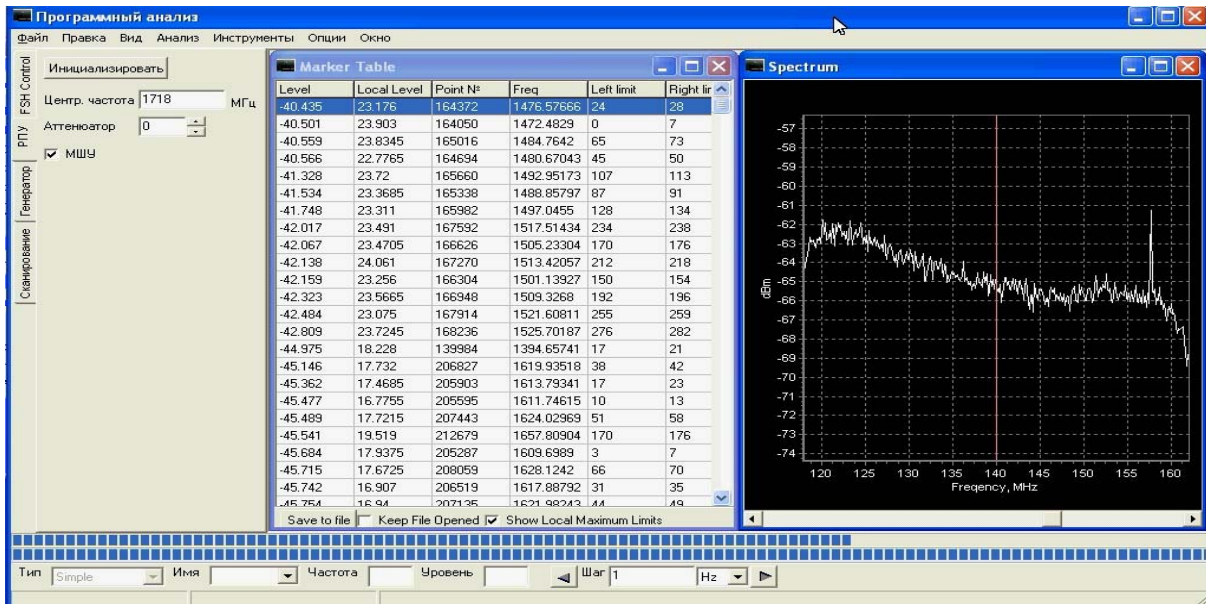 Программный анализ
Файл Правка Вид Анализ Инструменты Опции Окно
FSH Control
РПУ
Генератор
Сканирование
Инициализировать
Центр. частота 1718 МГц
Аттенюатор 0
МШУ
Marker Table
Level Local Level Point № Freq Left limit Right lir
-40.435 23.176 164372 1476.57666 24 28
-40.501 23.903 164050 1472.4829 0 7
-40.559 23.8345 165016 1484.7642 65 73
-40.566 22.7765 164694 1480.67043 45 50
-41.328 23.72 165660 1492.95173 107 113
-41.534 23.3685 165338 1488.85797 87 91
-41.748 23.311 165982 1497.0455 128 134
-42.017 23.491 167592 1517.51434 234 238
-42.067 23.4705 166626 1505.23304 170 176
-42.138 24.061 167270 1513.42057 212 218
-42.159 23.256 166304 1501.13927 150 154
-42.323 23.5665 166948 1509.3268 192 196
-42.484 23.075 167914 1521.60811 255 259
-42.809 23.7245 168236 1525.70187 276 282
-44.975 18.228 139984 1394.65741 17 21
-45.146 17.732 206827 1619.93518 38 42
-45.362 17.4685 205903 1613.79341 17 23
-45.477 16.7755 205595 1611.74615 10 13
-45.489 17.7215 207443 1624.02969 51 58
-45.541 19.519 212679 1657.80904 170 176
-45.684 17.9375 205287 1609.6989 3 7
-45.715 17.6725 208059 1628.1242 66 70
-45.742 16.907 206519 1617.88792 31 35
-45.754 16.94 207135 1621.98243 44 49
Save to file Keep File Opened Show Local Maximum Limits
Spectrum
-57
-58
-59
-60
-61
-62
-63
-64
-65
-66
-67
-68
-69
-70
-71
-72
-73
-74
dBm
120 125 130 135 140 145 150 155 160
Freqency, MHz
Тип Simple Имя Частота Уровень Шаг 1 Hz